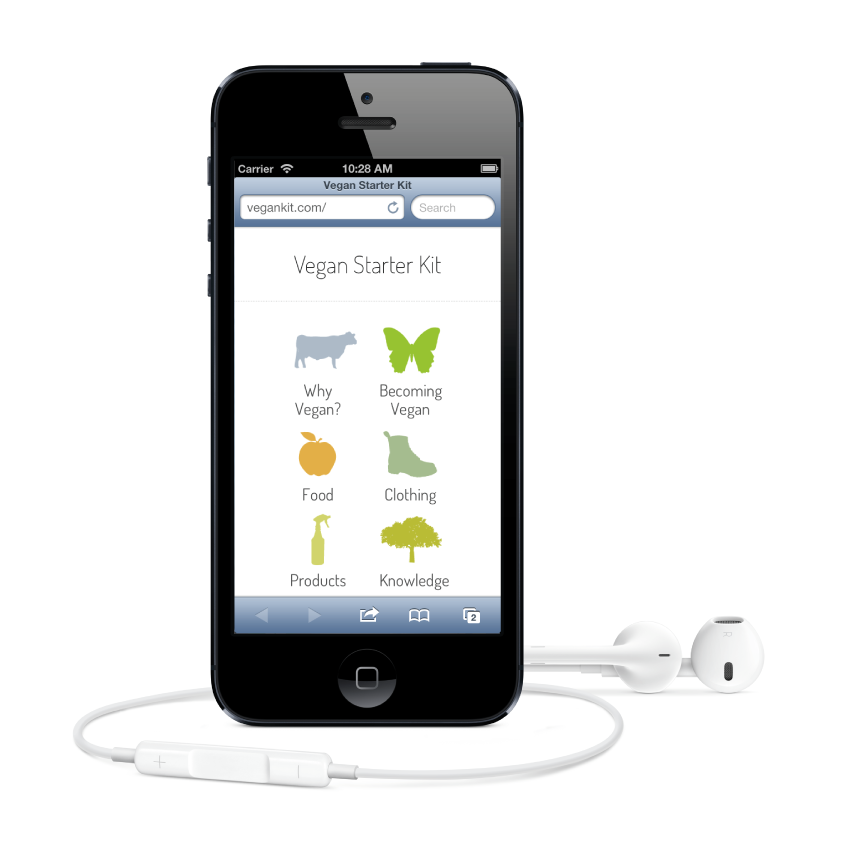 Carrier 10:28 AM
Vegan Starter Kit
vegankit.com/ Search
Vegan Starter Kit
Why Becoming
Vegan? Vegan
Food Clothing
Products Knowledge
2
+ −